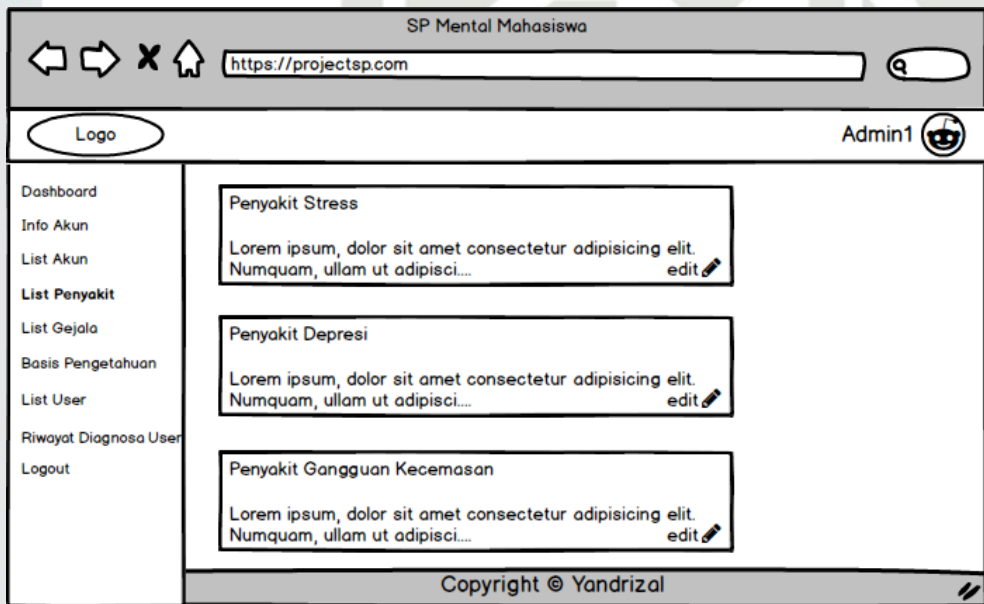 SP Mental Mahasiswa
https://projectsp.com
Logo
Admin1
Dashboard
Info Akun
List Akun
List Penyakit
List Gejala
Basis Pengetahuan
List User
Riwayat Diagnosa User
Logout
Penyakit Stress
Lorem ipsum, dolor sit amet consectetur adipisicing elit.
Numquam, ullam ut adipisci.... edit
Penyakit Depresi
Lorem ipsum, dolor sit amet consectetur adipisicing elit.
Numquam, ullam ut adipisci.... edit
Penyakit Gangguan Kecemasan
Lorem ipsum, dolor sit amet consectetur adipisicing elit.
Numquam, ullam ut adipisci.... edit
Copyright © Yandrizal